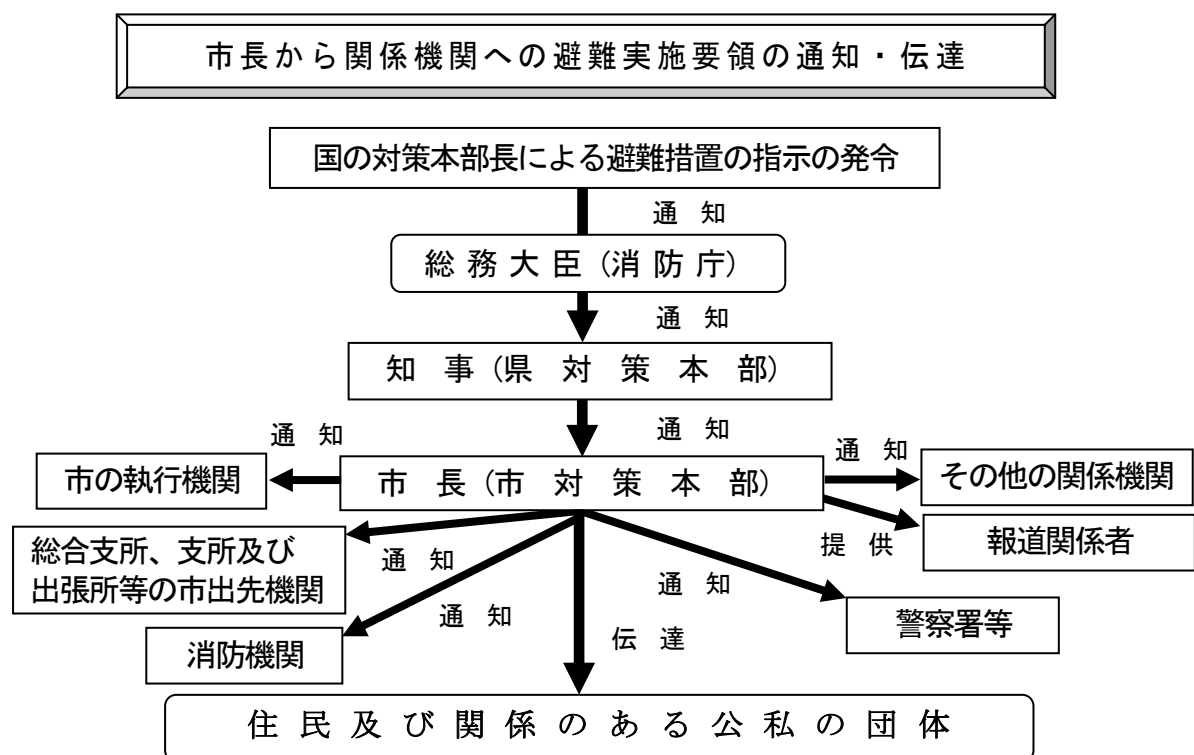 市長から関係機関への避難実施要領の通知・伝達
国の対策本部長による避難措置の指示の発令
通 知
総務大臣(消防庁)
通 知
知 事(県 対 策 本 部)
通 知
通 知
通 知
市の執行機関
市 長(市 対 策 本 部)
その他の関係機関
総合支所、支所及び
出張所等の市出先機関
通 知
提 供
報道関係者
通 知
通 知
警察署等
消防機関
伝 達
住民及び関係のある公私の団体